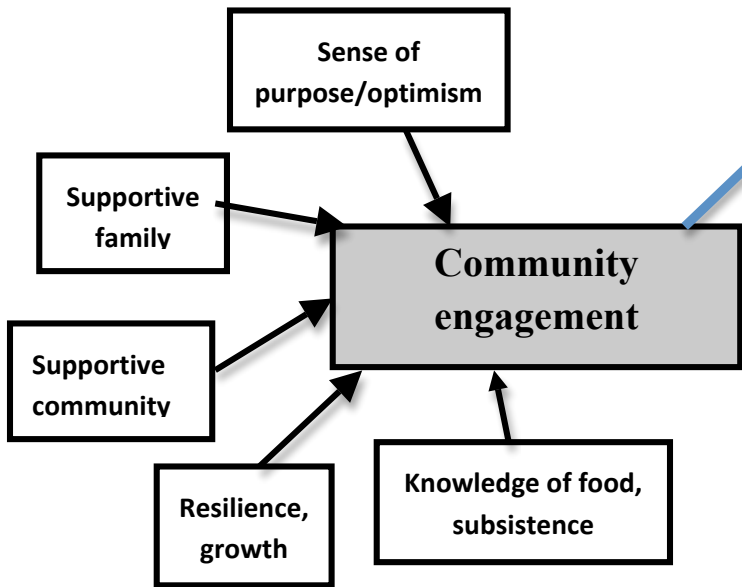 Sense of
purpose/optimism
Supportive
family
Community
engagement
Supportive
community
Resilience,
growth
Knowledge of food,
subsistence